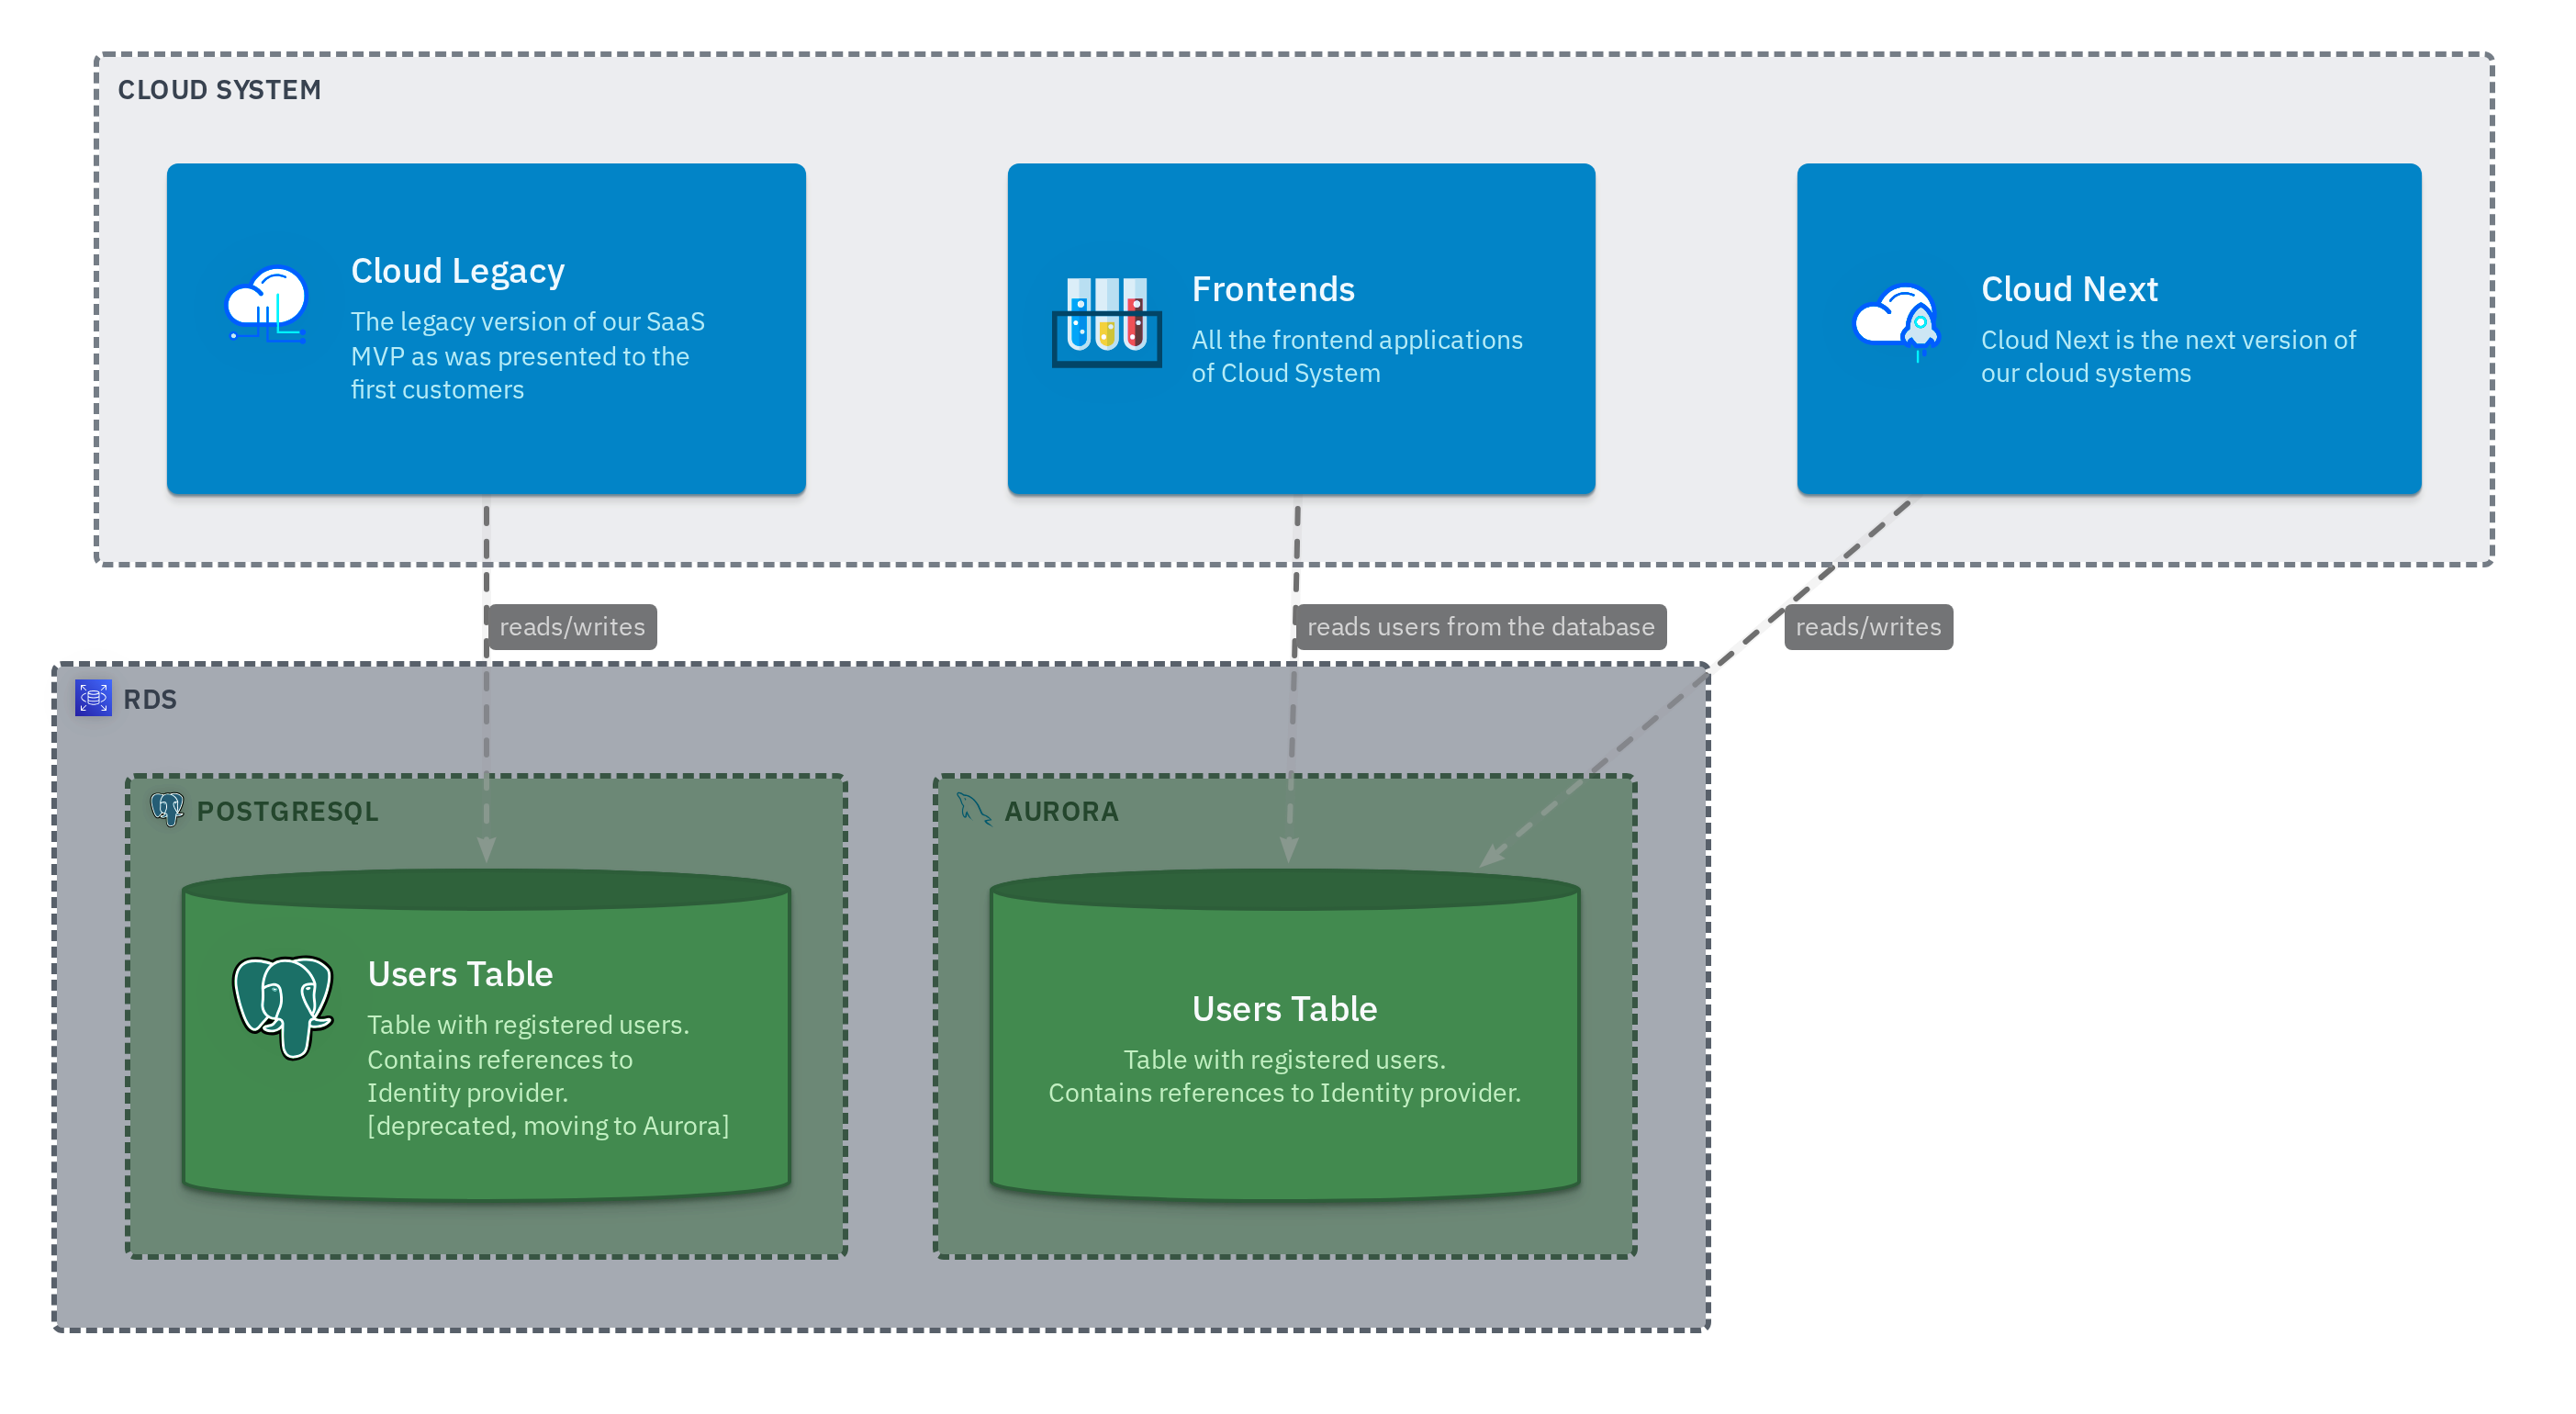 CLOUD SYSTEM
Cloud Legacy
The legacy version of our SaaS
MVP as was presented to the
first customers
Frontends
All the frontend applications
of Cloud System
Cloud Next
Cloud Next is the next version of
our cloud systems
reads/writes
reads users from the database
reads/writes
RDS
POSTGRESQL
Users Table
Table with registered users.
Contains references to
Identity provider.
[deprecated, moving to Aurora]
AURORA
Users Table
Table with registered users.
Contains references to Identity provider.